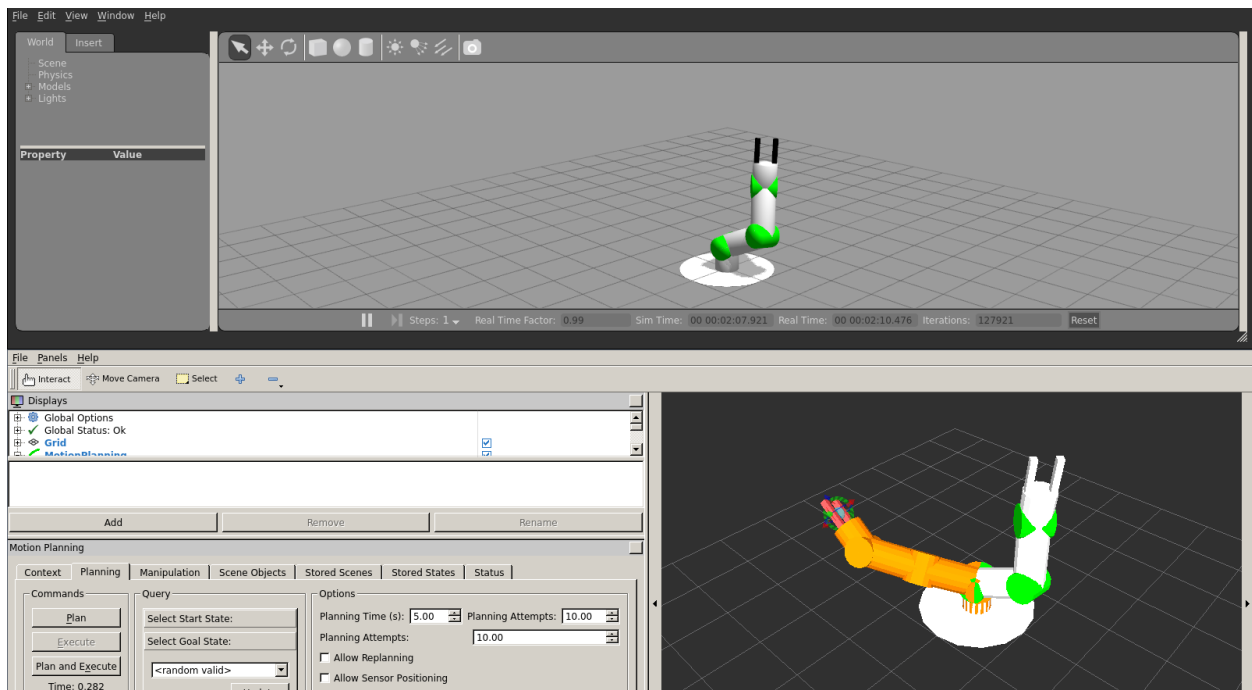 File Edit View Window Help
World Insert
Scene
Physics
Models
Lights
Property Value
Steps: 1 Real Time Factor: 0.99 Sim Time: 00 00:02:07.921 Real Time: 00 00:02:10.476 Iterations: 127921 Reset
File Panels Help
Interact Move Camera Select
Displays
Global Options
Global Status: Ok
Grid
MotionPlanning
Add Remove Rename
Motion Planning
Context Planning Manipulation Scene Objects Stored Scenes Stored States Status
Commands Query Options
Plan Select Start State: Planning Time (s): 5.00 Planning Attempts: 10.00
Execute Select Goal State: Planning Attempts: 10.00
Plan and Execute <random valid> Allow Replanning
Time: 0.282 Allow Sensor Positioning